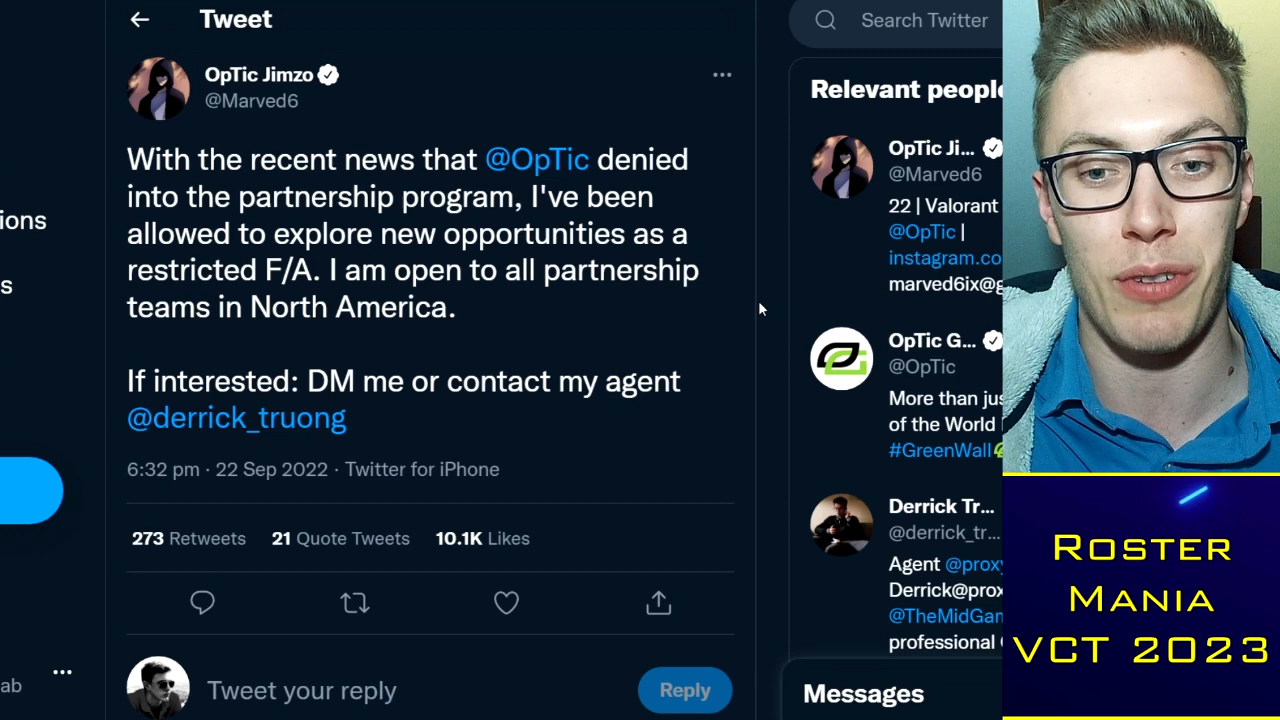 Tweet
Search Twitter
OpTic Jimzo
@Marved6
With the recent news that @OpTic denied
into the partnership program, I've been
allowed to explore new opportunities as a
restricted F/A. I am open to all partnership
teams in North America.
If interested: DM me or contact my agent
@derrick_truong
6:32 pm · 22 Sep 2022 · Twitter for iPhone
273 Retweets 21 Quote Tweets 10.1K Likes
Tweet your reply
Reply
ions
s
ab
Relevant people
OpTic Ji...
@Marved6
22 | Valorant
@OpTic |
instagram.co
marved6ix@g
OpTic G...
@OpTic
More than jus
of the World
#GreenWall
Derrick Tr...
@derrick_tr...
Agent @proxy
Derrick@prox
@TheMidGam
professional
Messages
ROSTER
MANIA
VCT 2023